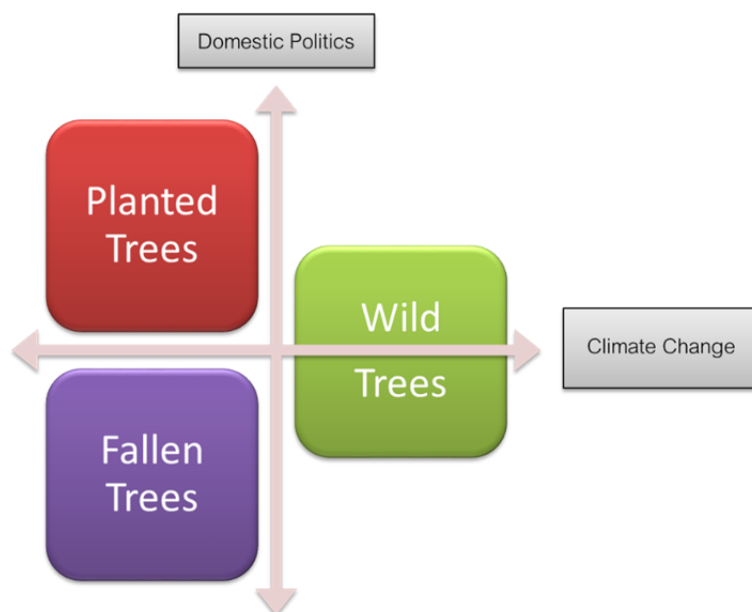 Domestic Politics
Planted
Trees
Wild
Trees
Climate Change
Fallen
Trees